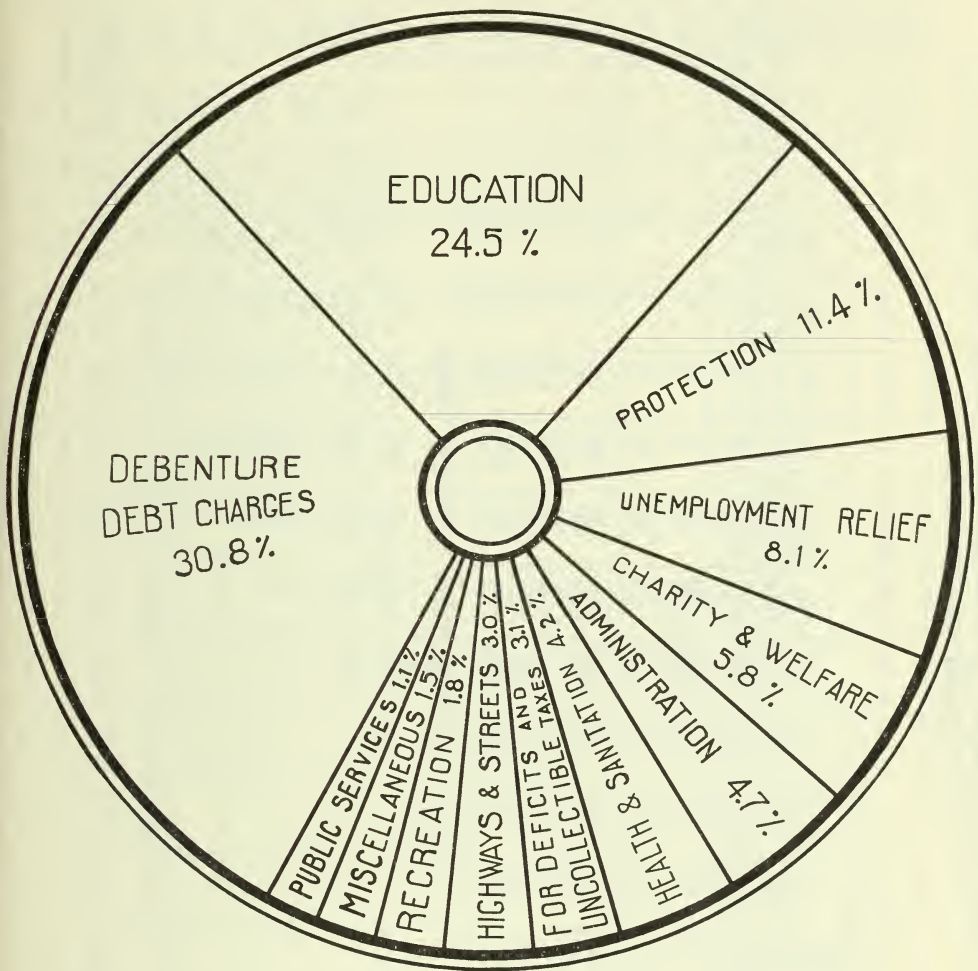 EDUCATION
24.5 %
PROTECTION 11.4 %
UNEMPLOYMENT RELIEF
8.1 %
CHARITY & WELFARE
5.8 %
ADMINISTRATION 4.7 %
HEALTH & SANITATION 4.2 %
FOR DEFICITS AND
UNCOLLECTIBLE TAXES 3.1 %
HIGHWAYS & STREETS 3.0 %
RECREATION 1.8 %
MISCELLANEOUS 1.5 %
PUBLIC SERVICES 1.1 %
DEBENTURE
DEBT CHARGES
30.8 %